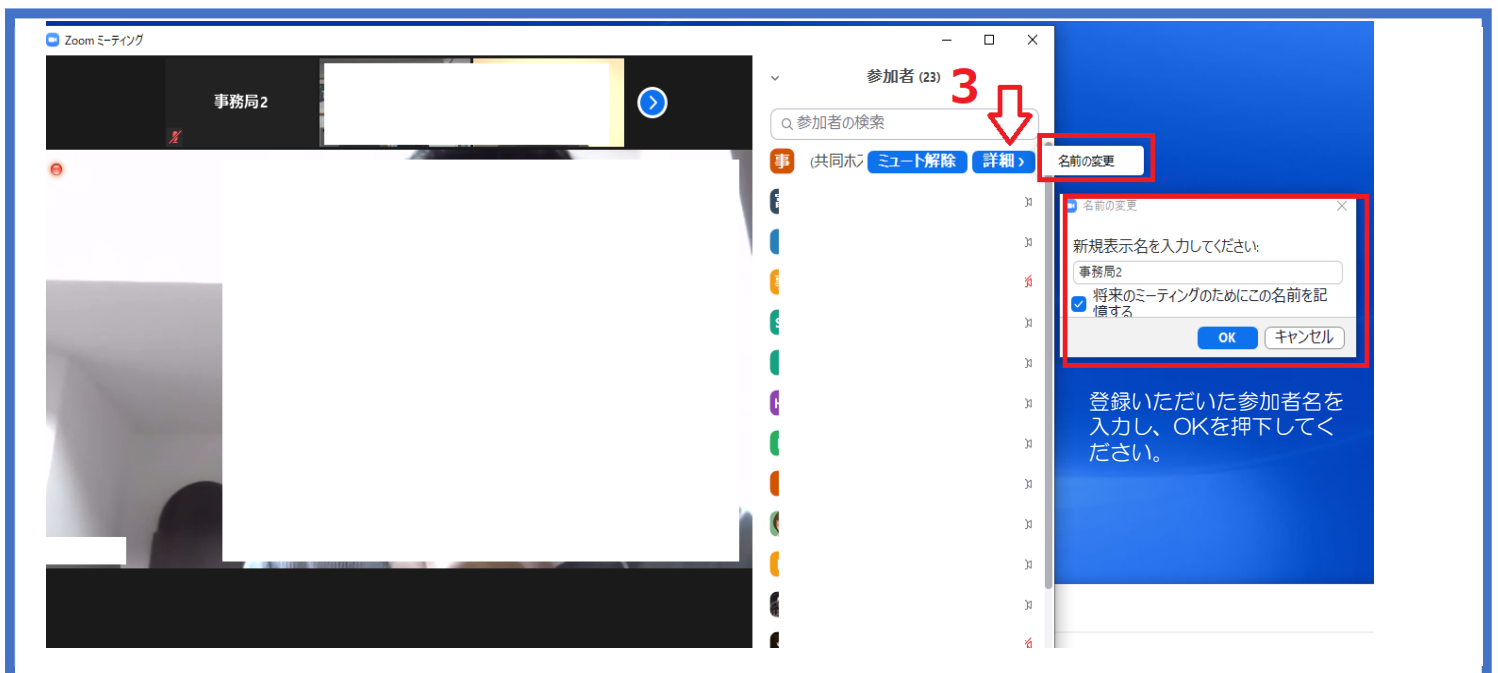 Zoom ミーティング
事務局2
参加者 (23)
3
参加者の検索
事
(共同ホス
ミュート解除
詳細 ›
名前の変更
名前の変更
新規表示名を入力してください:
事務局2
将来のミーティングのためにこの名前を記
憶する
OK
キャンセル
登録いただいた参加者名を
入力し、OKを押下してく
ださい。